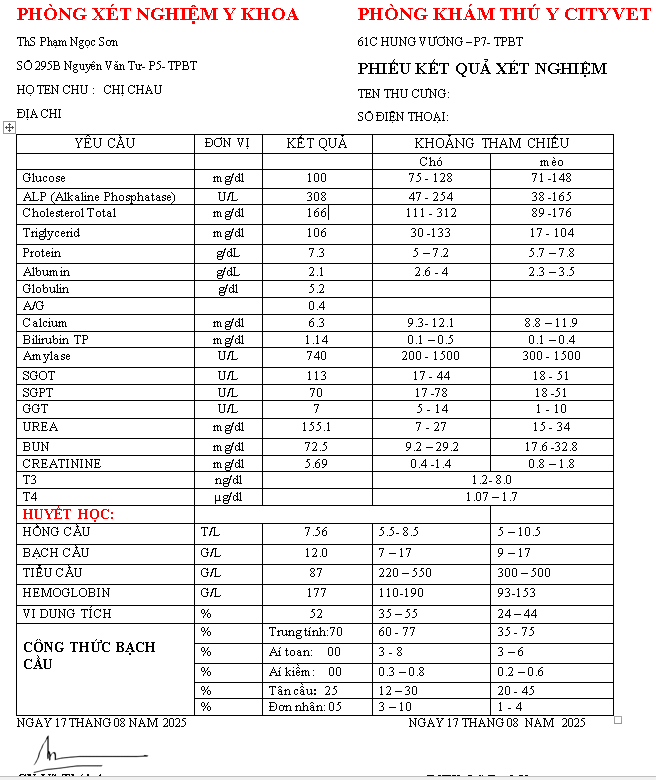 PHÒNG XÉT NGHIỆM Y KHOA
PHÒNG KHÁM THÚ Y CITYVET
ThS Phạm Ngọc Sơn
61C HUNG VƯƠNG – P7- TPBT
SỐ 295B Nguyễn Văn Tư- P5- TPBT
PHIẾU KẾT QUẢ XÉT NGHIỆM
HỌ TEN CHU : CHỊ CHAU
TEN THU CƯNG:
ĐỊA CHỈ
SỐ ĐIỆN THOẠI:
YÊU CẦU ĐƠN VỊ KẾT QUẢ KHOẢNG THAM CHIẾU
Chó mèo
Glucose mg/dl 100 75 - 128 71 -148
ALP (Alkaline Phosphatase) U/L 308 47 - 254 38 -165
Cholesterol Total mg/dl 166 111 - 312 89 -176
Triglycerid mg/dl 106 30 -133 17 - 104
Protein g/dL 7.3 5 – 7.2 5.7 – 7.8
Albumin g/dL 2.1 2.6 - 4 2.3 – 3.5
Globulin g/dl 5.2
A/G 0.4
Calcium mg/dl 6.3 9.3- 12.1 8.8 – 11.9
Bilirubin TP mg/dl 1.14 0.1 – 0.5 0.1 – 0.4
Amylase U/L 740 200 - 1500 300 - 1500
SGOT U/L 113 17 - 44 18 - 51
SGPT U/L 70 17 -78 18 -51
GGT U/L 7 5 - 14 1 - 10
UREA mg/dl 155.1 7 - 27 15 - 34
BUN mg/dl 72.5 9.2 – 29.2 17.6 -32.8
CREATININE mg/dl 5.69 0.4 -1.4 0.8 – 1.8
T3 ng/dl 1.2- 8.0
T4 µg/dl 1.07 – 1.7
HUYẾT HỌC:
HỒNG CẦU T/L 7.56 5.5- 8.5 5 – 10.5
BẠCH CẦU G/L 12.0 7 – 17 9 – 17
TIỂU CẦU G/L 87 220 – 550 300 – 500
HEMOGLOBIN G/L 177 110-190 93-153
VI DUNG TÍCH % 52 35 – 55 24 – 44
CÔNG THỨC BẠCH CẦU
% Trung tính:70 60 - 77 35 - 75
% Aí toan: 00 3 - 8 3 – 6
% Aí kiềm: 00 0.3 – 0.8 0.2 – 0.6
% Tân cầu: 25 12 – 30 20 - 45
% Đơn nhân: 05 3 – 10 1 - 4
NGAY 17 THANG 08 NAM 2025
NGAY 17 THANG 08 NAM 2025